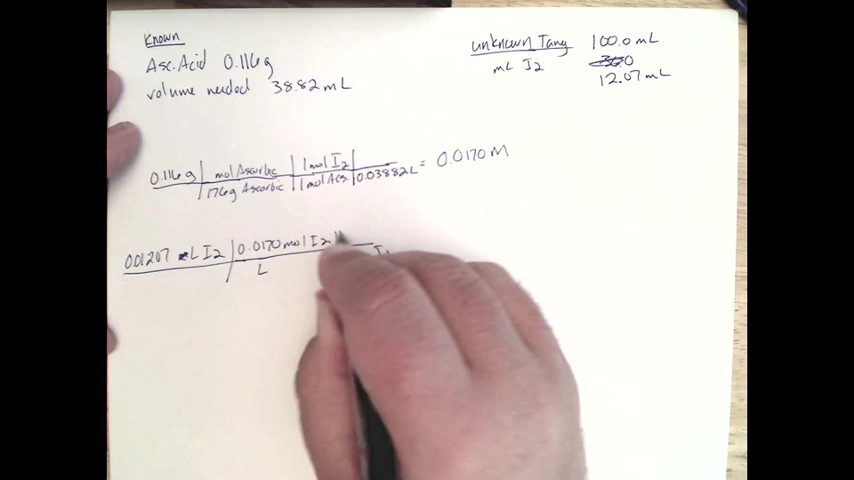 Known
Asc. Acid 0.116g
volume needed 38.82 mL
unknown Tang 100.0 mL
mL I2
12.07 mL
0.116g | mol Ascorbic | 1 mol I2 |
176g Ascorbic | 1 mol Acs. | 0.03882L = 0.0170 M
0.01207 L I2 | 0.0170 mol I2
L